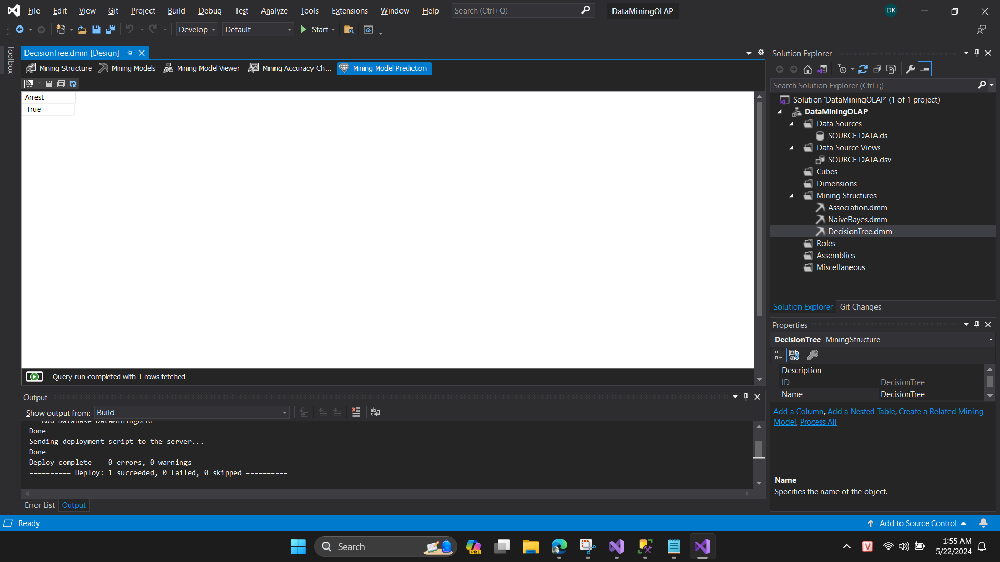 File Edit View Git Project Build Debug Test Analyze Tools Extensions Window Help Search (Ctrl+Q) DataMiningOLAP DK
Develop Default Start
Toolbox
DecisionTree.dmm [Design]
Mining Structure Mining Models Mining Model Viewer Mining Accuracy Ch... Mining Model Prediction
Arrest
True
Query run completed with 1 rows fetched
Output
Show output from: Build
Add Database DataMiningOLAP
Done
Sending deployment script to the server...
Done
Deploy complete -- 0 errors, 0 warnings
========== Deploy: 1 succeeded, 0 failed, 0 skipped ==========
Error List Output
Solution Explorer
Search Solution Explorer (Ctrl+;)
Solution 'DataMiningOLAP' (1 of 1 project)
DataMiningOLAP
Data Sources
SOURCE DATA.ds
Data Source Views
SOURCE DATA.dsv
Cubes
Dimensions
Mining Structures
Association.dmm
NaiveBayes.dmm
DecisionTree.dmm
Roles
Assemblies
Miscellaneous
Solution Explorer Git Changes
Properties
DecisionTree MiningStructure
Description
ID DecisionTree
Name DecisionTree
Add a Column, Add a Nested Table, Create a Related Mining
Model, Process All
Name
Specifies the name of the object.
Ready Add to Source Control
Search PRE V 1:55 AM
5/22/2024